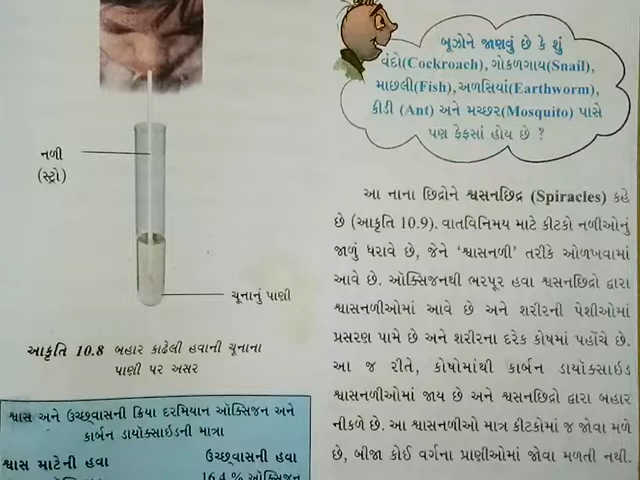 નળી
(સ્ટ્રો)
ચૂનાનું પાણી
આકૃતિ 10.8 બહાર કાઢેલી હવાની ચૂનાના
પાણી પર અસર
શ્વાસ અને ઉચ્છ્વાસની ક્રિયા દરમિયાન ઑક્સિજન અને
કાર્બન ડાયૉક્સાઇડની માત્રા
શ્વાસ માટેની હવા
ઉચ્છ્વાસની હવા
16.4 % ઑક્સિજન
બૂઝોને જાણવું છે કે શું
વંદો(Cockroach), ગોકળગાય(Snail),
માછલી(Fish), અળસિયાં(Earthworm),
કીડી (Ant) અને મચ્છર(Mosquito) પાસે
પણ ફેફસાં હોય છે ?
આ નાના છિદ્રોને શ્વસનછિદ્ર (Spiracles) કહે
છે (આકૃતિ 10.9). વાતવિનિમય માટે કીટકો નળીઓનું
જાળું ધરાવે છે, જેને ‘શ્વાસનળી’ તરીકે ઓળખવામાં
આવે છે. ઑક્સિજનથી ભરપૂર હવા શ્વસનછિદ્રો દ્વારા
શ્વાસનળીઓમાં આવે છે અને શરીરની પેશીઓમાં
પ્રસરણ પામે છે અને શરીરના દરેક કોષમાં પહોંચે છે.
આ જ રીતે, કોષોમાંથી કાર્બન ડાયૉક્સાઇડ
શ્વાસનળીઓમાં જાય છે અને શ્વસનછિદ્રો દ્વારા બહાર
નીકળે છે. આ શ્વાસનળીઓ માત્ર કીટકોમાં જ જોવા મળે
છે, બીજા કોઈ વર્ગના પ્રાણીઓમાં જોવા મળતી નથી.